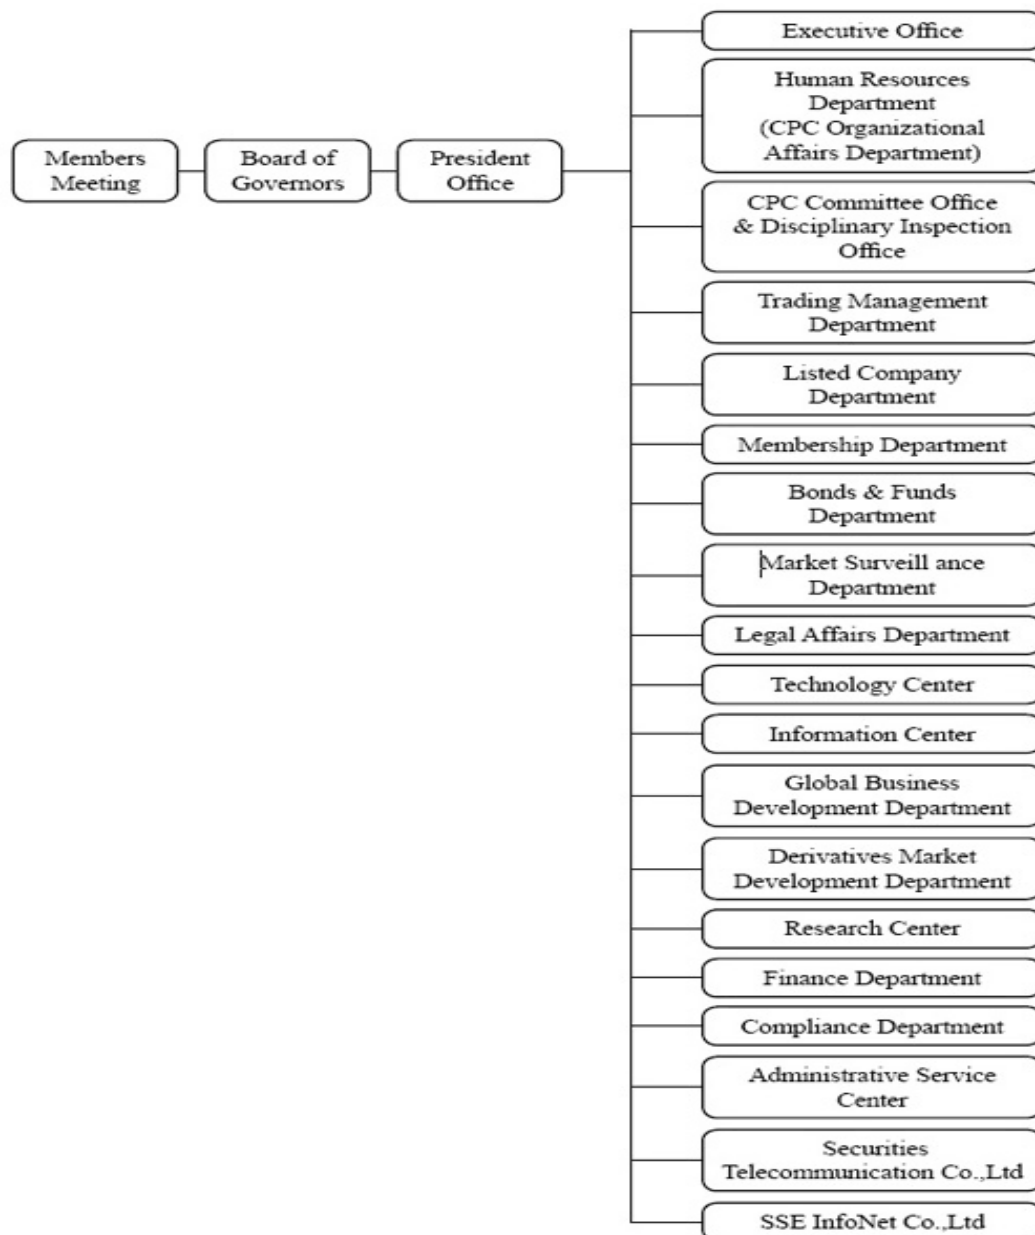 Members
Meeting
Board of
Governors
President
Office
Executive Office
Human Resources
Department
(CPC Organizational
Affairs Department)
CPC Committee Office
& Disciplinary Inspection
Office
Trading Management
Department
Listed Company
Department
Membership Department
Bonds & Funds
Department
Market Surveill ance
Department
Legal Affairs Department
Technology Center
Information Center
Global Business
Development Department
Derivatives Market
Development Department
Research Center
Finance Department
Compliance Department
Administrative Service
Center
Securities
Telecommunication Co.,Ltd
SSE InfoNet Co.,Ltd